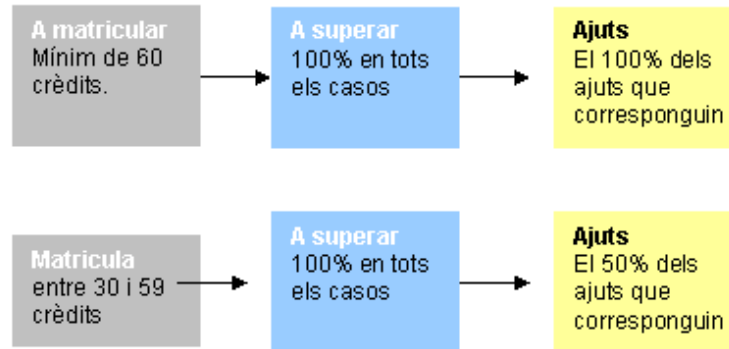 A matricular
Mínim de 60
crèdits.
A superar
100% en tots
els casos
Ajuts
El 100% dels
ajuts que
corresponguin
Matricula
entre 30 i 59
crèdits
A superar
100% en tots
els casos
Ajuts
El 50% dels
ajuts que
corresponguin